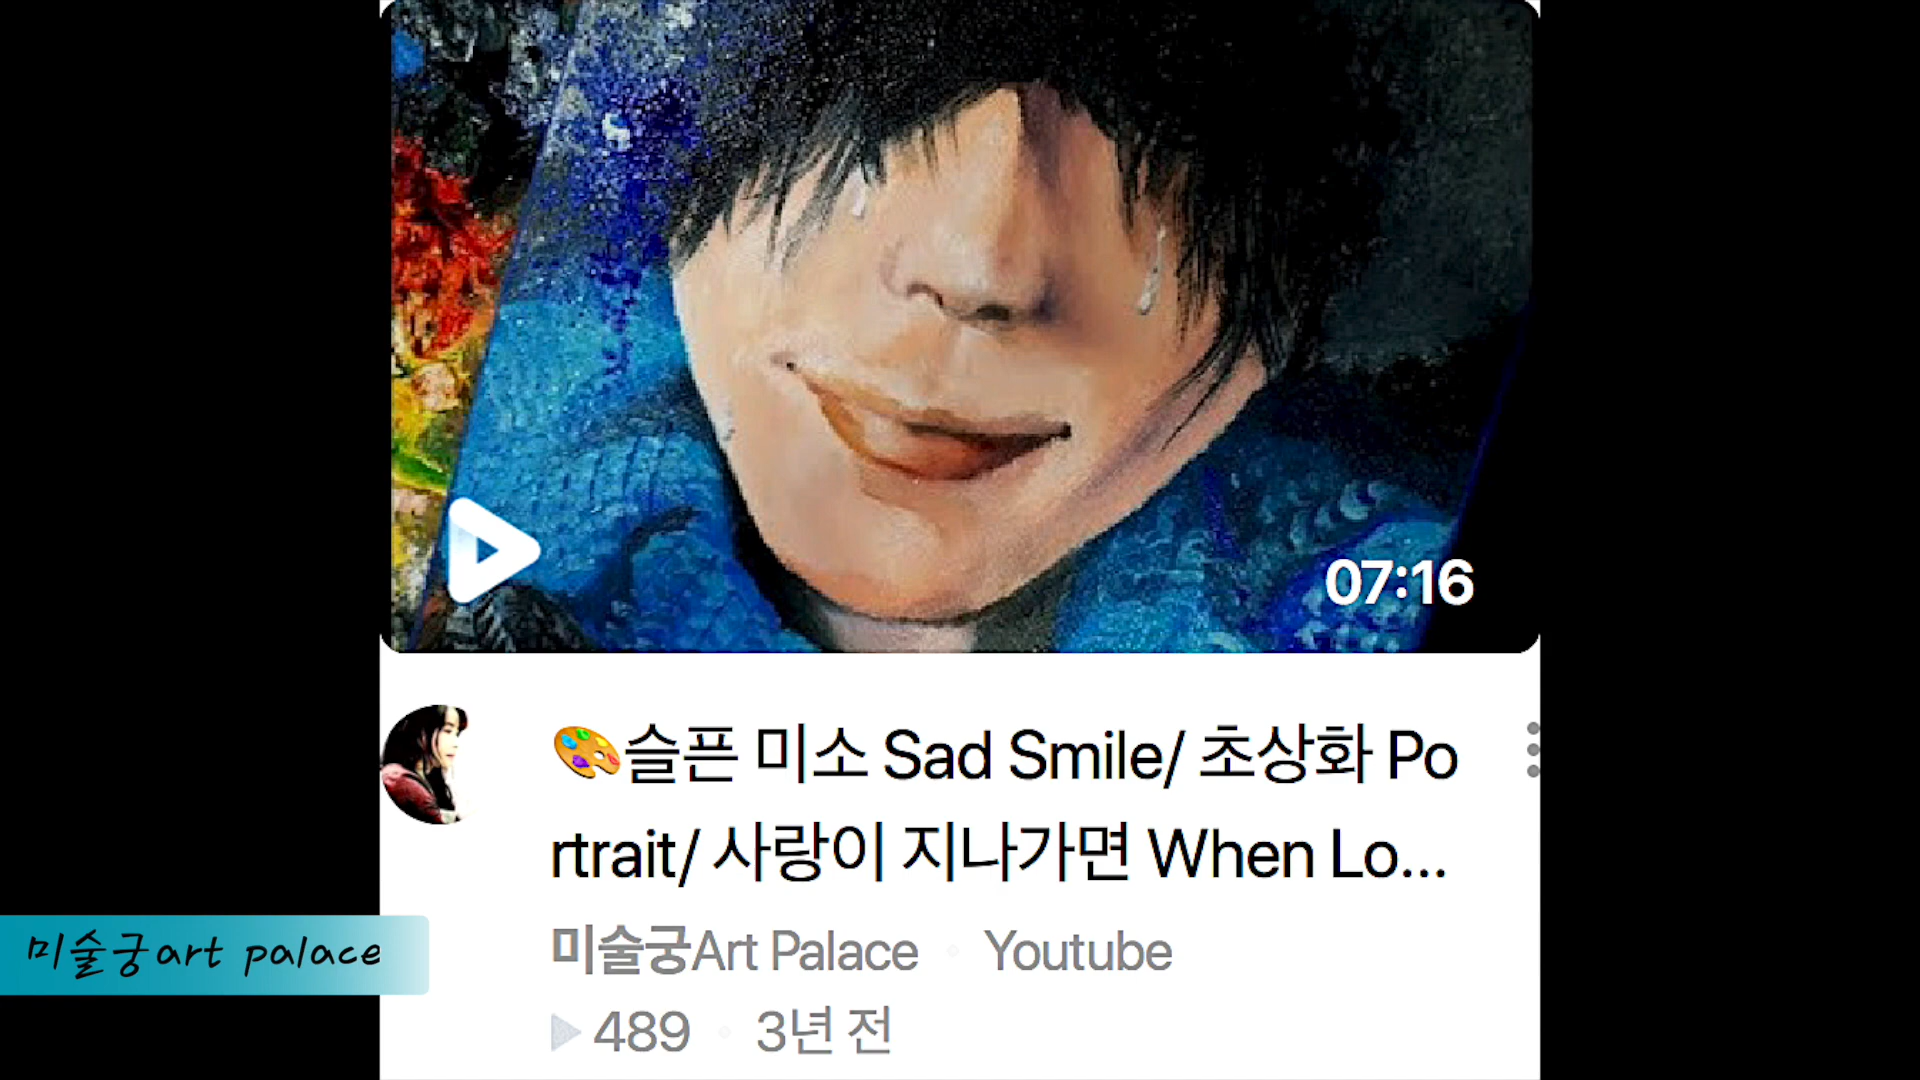 07:16
🎨슬픈 미소 Sad Smile/ 초상화 Po
rtrait/ 사랑이 지나가면 When Lo...
미술궁Art Palace · Youtube
미술궁art palace
489 · 3년 전